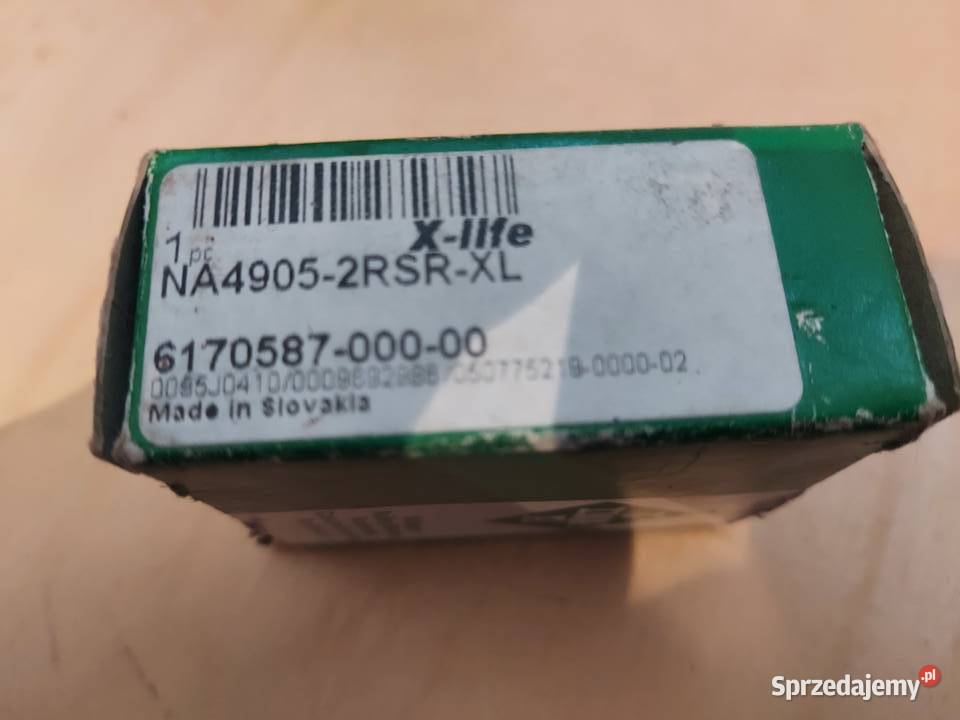 X-life
1 pc
NA4905-2RSR-XL
6170587-000-00
Made in Slovakia
Sprzedajemy.pl